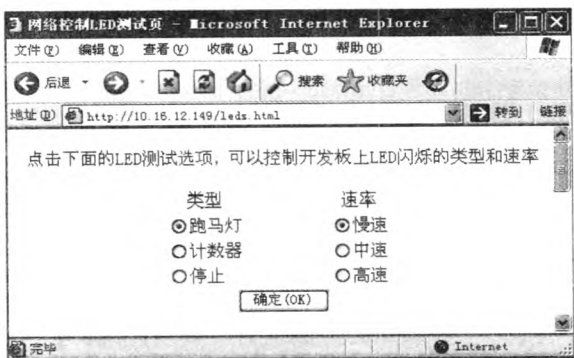 网络控制LED测试页 - Microsoft Internet Explorer
文件(F) 编辑(E) 查看(V) 收藏(A) 工具(T) 帮助(H)
后退 搜索 收藏夹
地址(D) http://10.16.12.149/leds.html 转到 链接
点击下面的LED测试选项，可以控制开发板上LED闪烁的类型和速率
类型 速率
跑马灯 慢速
计数器 中速
停止 高速
确定(OK)
完毕 Internet